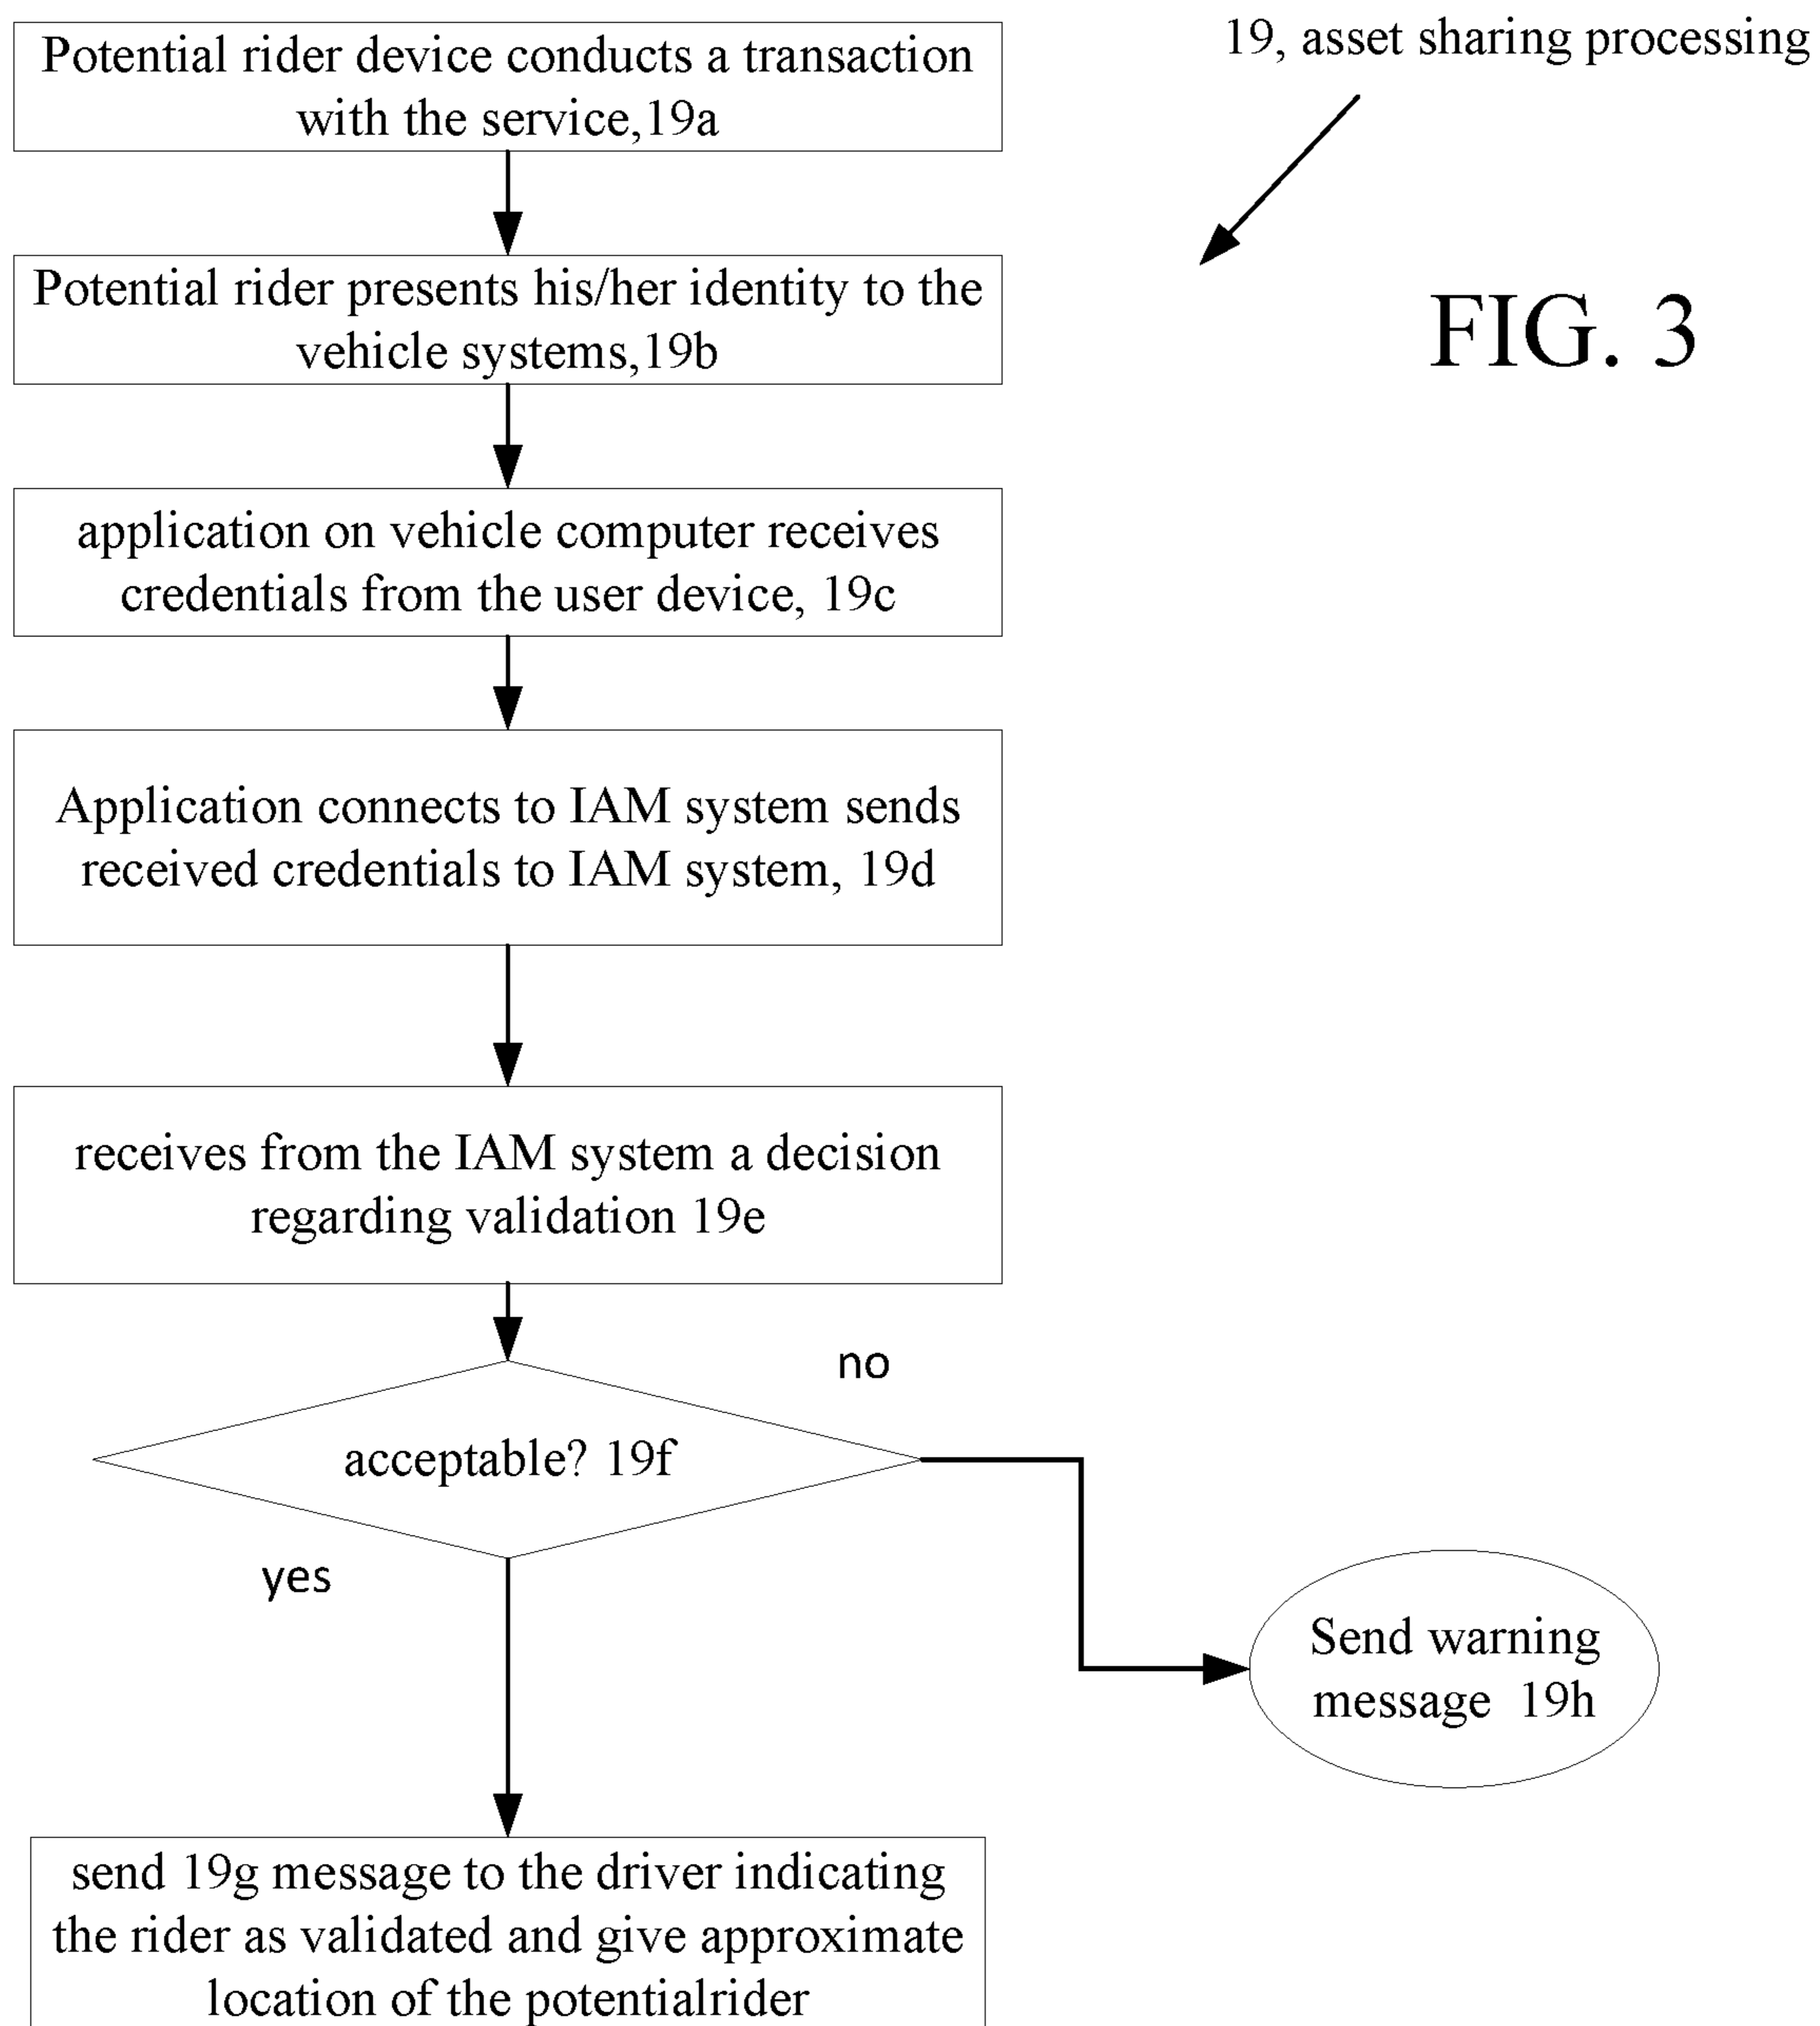 Potential rider device conducts a transaction
with the service,19a
19, asset sharing processing
FIG. 3
Potential rider presents his/her identity to the
vehicle systems,19b
application on vehicle computer receives
credentials from the user device, 19c
Application connects to IAM system sends
received credentials to IAM system, 19d
receives from the IAM system a decision
regarding validation 19e
no
acceptable? 19f
yes
Send warning
message 19h
send 19g message to the driver indicating
the rider as validated and give approximate
location of the potentialrider